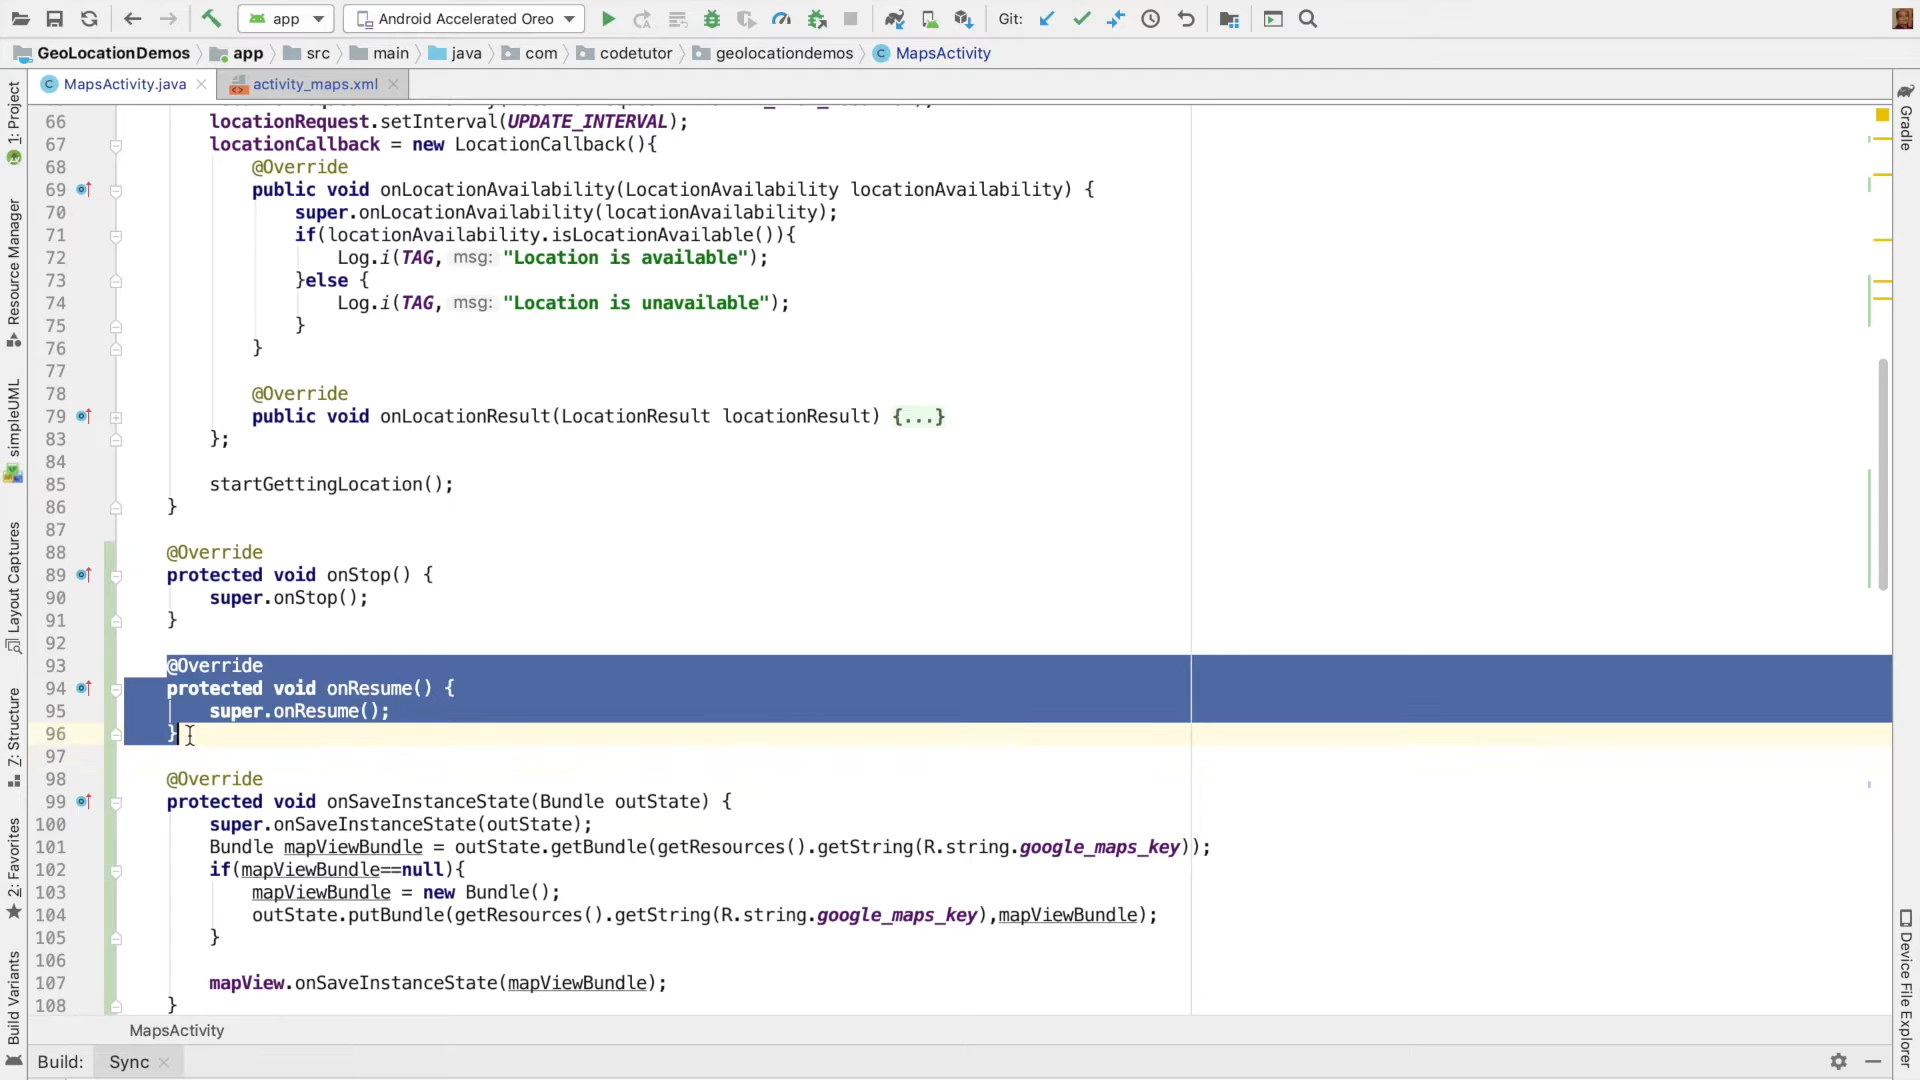 app
Android Accelerated Oreo
Git:
GeoLocationDemos
app
src
main
java
com
codetutor
geolocationdemos
MapsActivity
MapsActivity.java
activity_maps.xml
1: Project
Resource Manager
simpleUML
Layout Captures
7: Structure
2: Favorites
Build Variants
66 locationRequest.setInterval(UPDATE_INTERVAL);
67 locationCallback = new LocationCallback(){
68 @Override
69 public void onLocationAvailability(LocationAvailability locationAvailability) {
70 super.onLocationAvailability(locationAvailability);
71 if(locationAvailability.isLocationAvailable()){
72 Log.i(TAG, msg: "Location is available");
73 }else {
74 Log.i(TAG, msg: "Location is unavailable");
75 }
76 }
77
78 @Override
79 public void onLocationResult(LocationResult locationResult) {...}
83 };
84
85 startGettingLocation();
86 }
87
88 @Override
89 protected void onStop() {
90 super.onStop();
91 }
92
93 @Override
94 protected void onResume() {
95 super.onResume();
96 }
97
98 @Override
99 protected void onSaveInstanceState(Bundle outState) {
100 super.onSaveInstanceState(outState);
101 Bundle mapViewBundle = outState.getBundle(getResources().getString(R.string.google_maps_key));
102 if(mapViewBundle==null){
103 mapViewBundle = new Bundle();
104 outState.putBundle(getResources().getString(R.string.google_maps_key),mapViewBundle);
105 }
106
107 mapView.onSaveInstanceState(mapViewBundle);
108 }
MapsActivity
Build:
Sync
Gradle
Device File Explorer